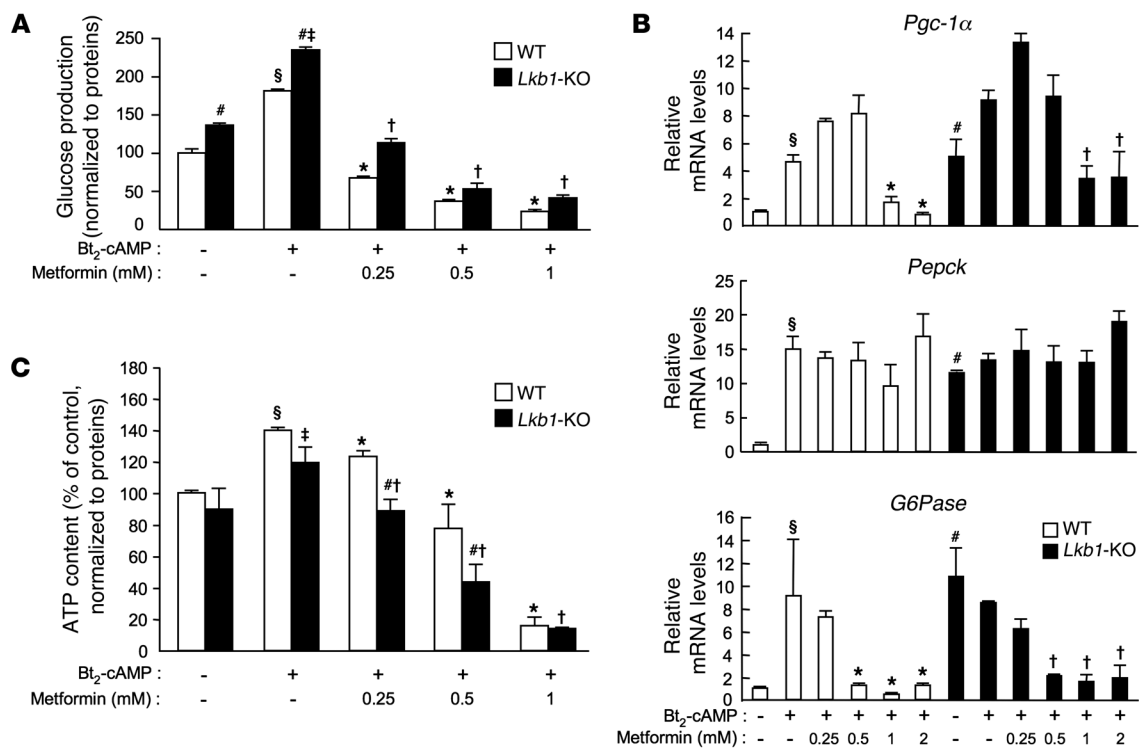 A
Glucose production
(normalized to proteins)
250
200
150
100
50
0
WT
Lkb1-KO
#
§
#‡
*
†
*
†
*
†
Bt2-cAMP : - + + + +
Metformin (mM) : - - 0.25 0.5 1
B
Pgc-1α
Relative
mRNA levels
14
12
10
8
6
4
2
0
§
*
*
#
†
†
Pepck
Relative
mRNA levels
25
20
15
10
5
0
§
#
G6Pase
Relative
mRNA levels
16
14
12
10
8
6
4
2
0
WT
Lkb1-KO
§
*
*
*
#
†
†
†
Bt2-cAMP : - + + + + + - + + + + +
Metformin (mM) : - - 0.25 0.5 1 2 - - 0.25 0.5 1 2
C
ATP content (% of control,
normalized to proteins)
180
160
140
120
100
80
60
40
20
0
WT
Lkb1-KO
§
‡
*
#†
*
#†
*
†
Bt2-cAMP : - + + + +
Metformin (mM) : - - 0.25 0.5 1